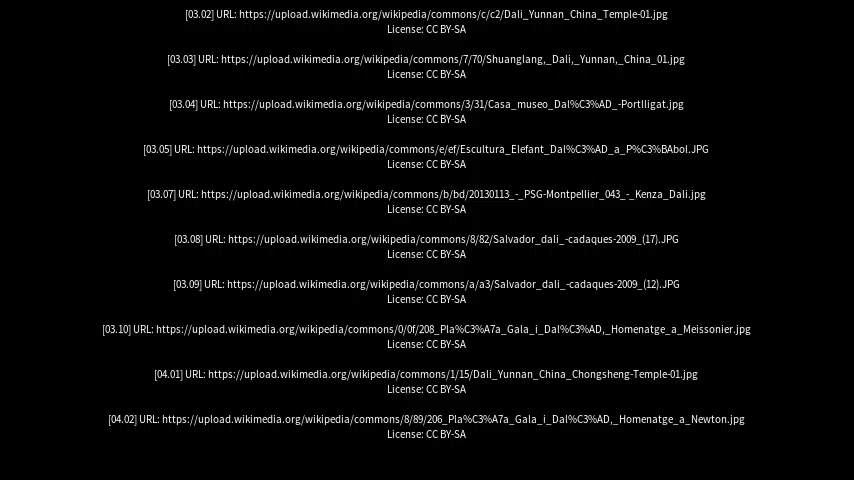 [03.02] URL: https://upload.wikimedia.org/wikipedia/commons/c/c2/Dali_Yunnan_China_Temple-01.jpg
License: CC BY-SA
[03.03] URL: https://upload.wikimedia.org/wikipedia/commons/7/70/Shuanglang,_Dali,_Yunnan,_China_01.jpg
License: CC BY-SA
[03.04] URL: https://upload.wikimedia.org/wikipedia/commons/3/31/Casa_museo_Dal%C3%AD_-Portlligat.jpg
License: CC BY-SA
[03.05] URL: https://upload.wikimedia.org/wikipedia/commons/e/ef/Escultura_Elefant_Dal%C3%AD_a_P%C3%BAbol.JPG
License: CC BY-SA
[03.07] URL: https://upload.wikimedia.org/wikipedia/commons/b/bd/20130113_-_PSG-Montpellier_043_-_Kenza_Dali.jpg
License: CC BY-SA
[03.08] URL: https://upload.wikimedia.org/wikipedia/commons/8/82/Salvador_dali_-cadaques-2009_(17).JPG
License: CC BY-SA
[03.09] URL: https://upload.wikimedia.org/wikipedia/commons/a/a3/Salvador_dali_-cadaques-2009_(12).JPG
License: CC BY-SA
[03.10] URL: https://upload.wikimedia.org/wikipedia/commons/0/0f/208_Pla%C3%A7a_Gala_i_Dal%C3%AD,_Homenatge_a_Meissonier.jpg
License: CC BY-SA
[04.01] URL: https://upload.wikimedia.org/wikipedia/commons/1/15/Dali_Yunnan_China_Chongsheng-Temple-01.jpg
License: CC BY-SA
[04.02] URL: https://upload.wikimedia.org/wikipedia/commons/8/89/206_Pla%C3%A7a_Gala_i_Dal%C3%AD,_Homenatge_a_Newton.jpg
License: CC BY-SA